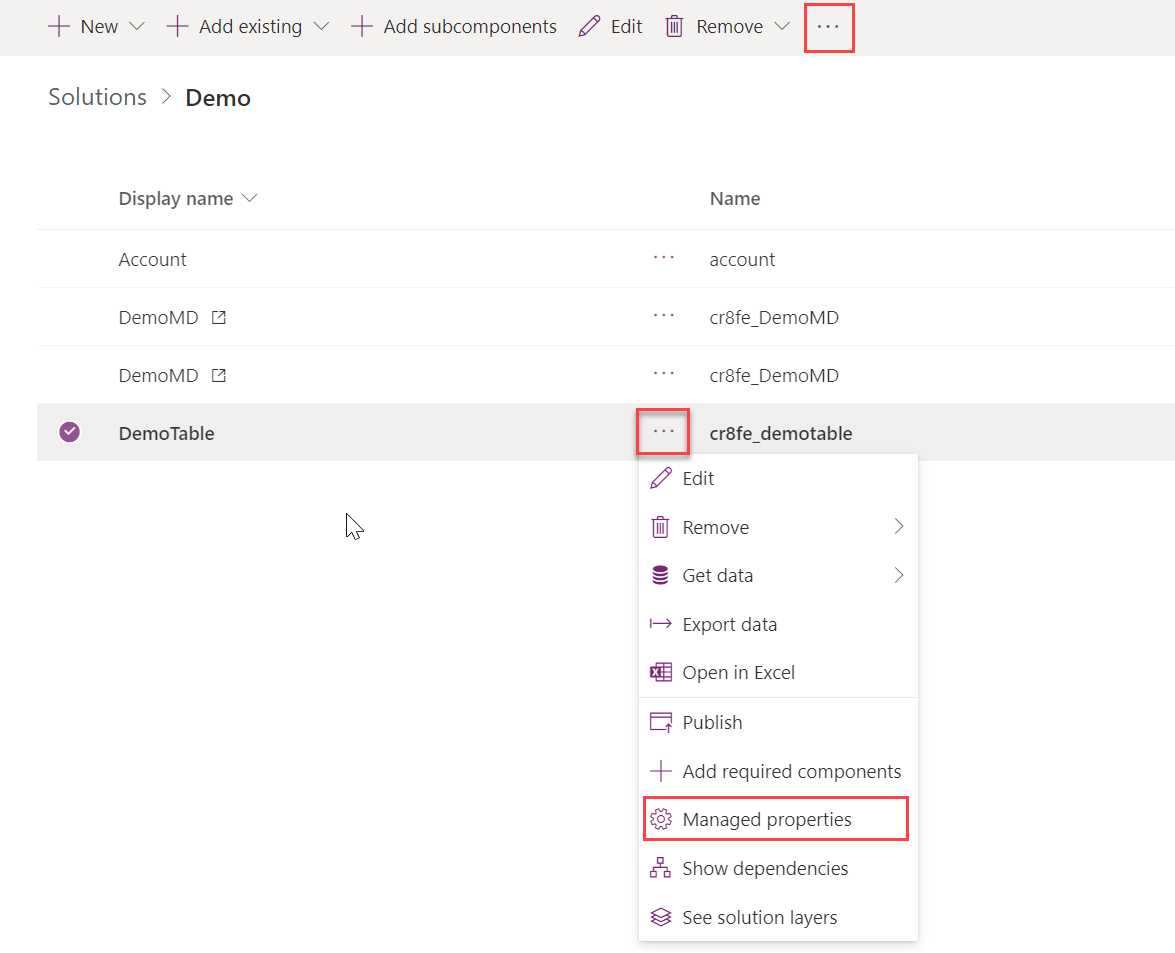 New Add existing Add subcomponents Edit Remove ...
Solutions > Demo
Display name Name
Account ... account
DemoMD ... cr8fe_DemoMD
DemoMD ... cr8fe_DemoMD
DemoTable ... cr8fe_demotable
Edit
Remove
Get data
Export data
Open in Excel
Publish
Add required components
Managed properties
Show dependencies
See solution layers